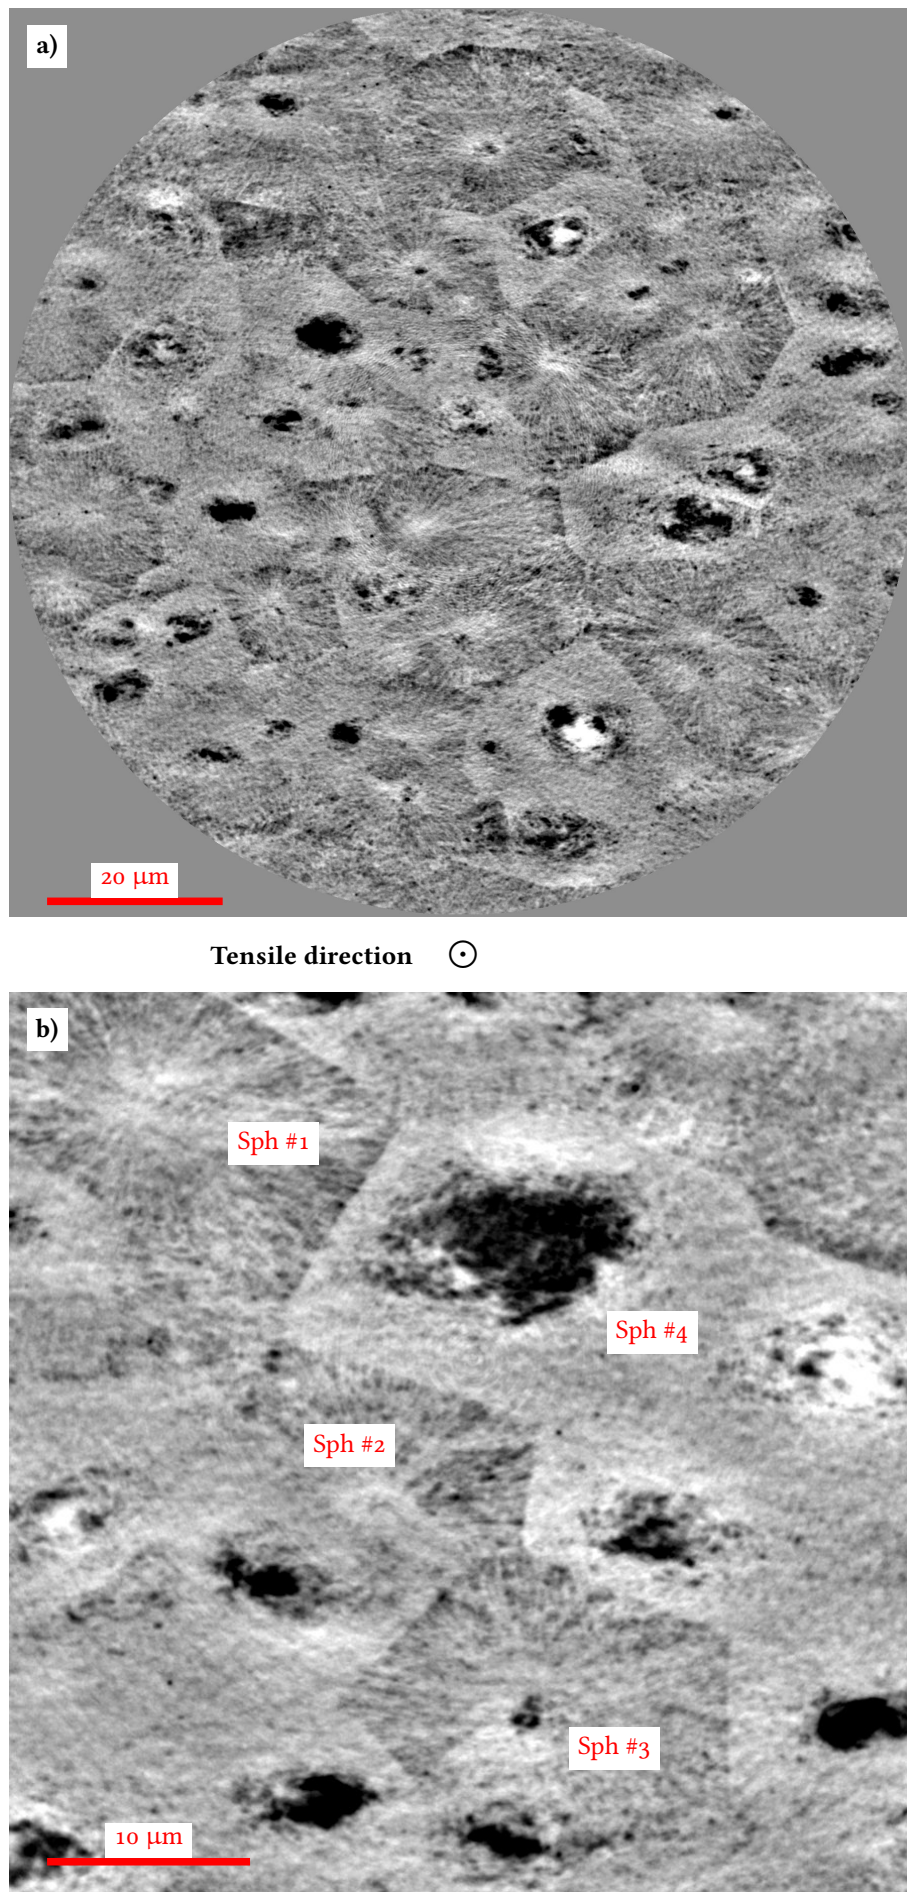 a)
20 µm
Tensile direction
b)
Sph #1
Sph #4
Sph #2
Sph #3
10 µm